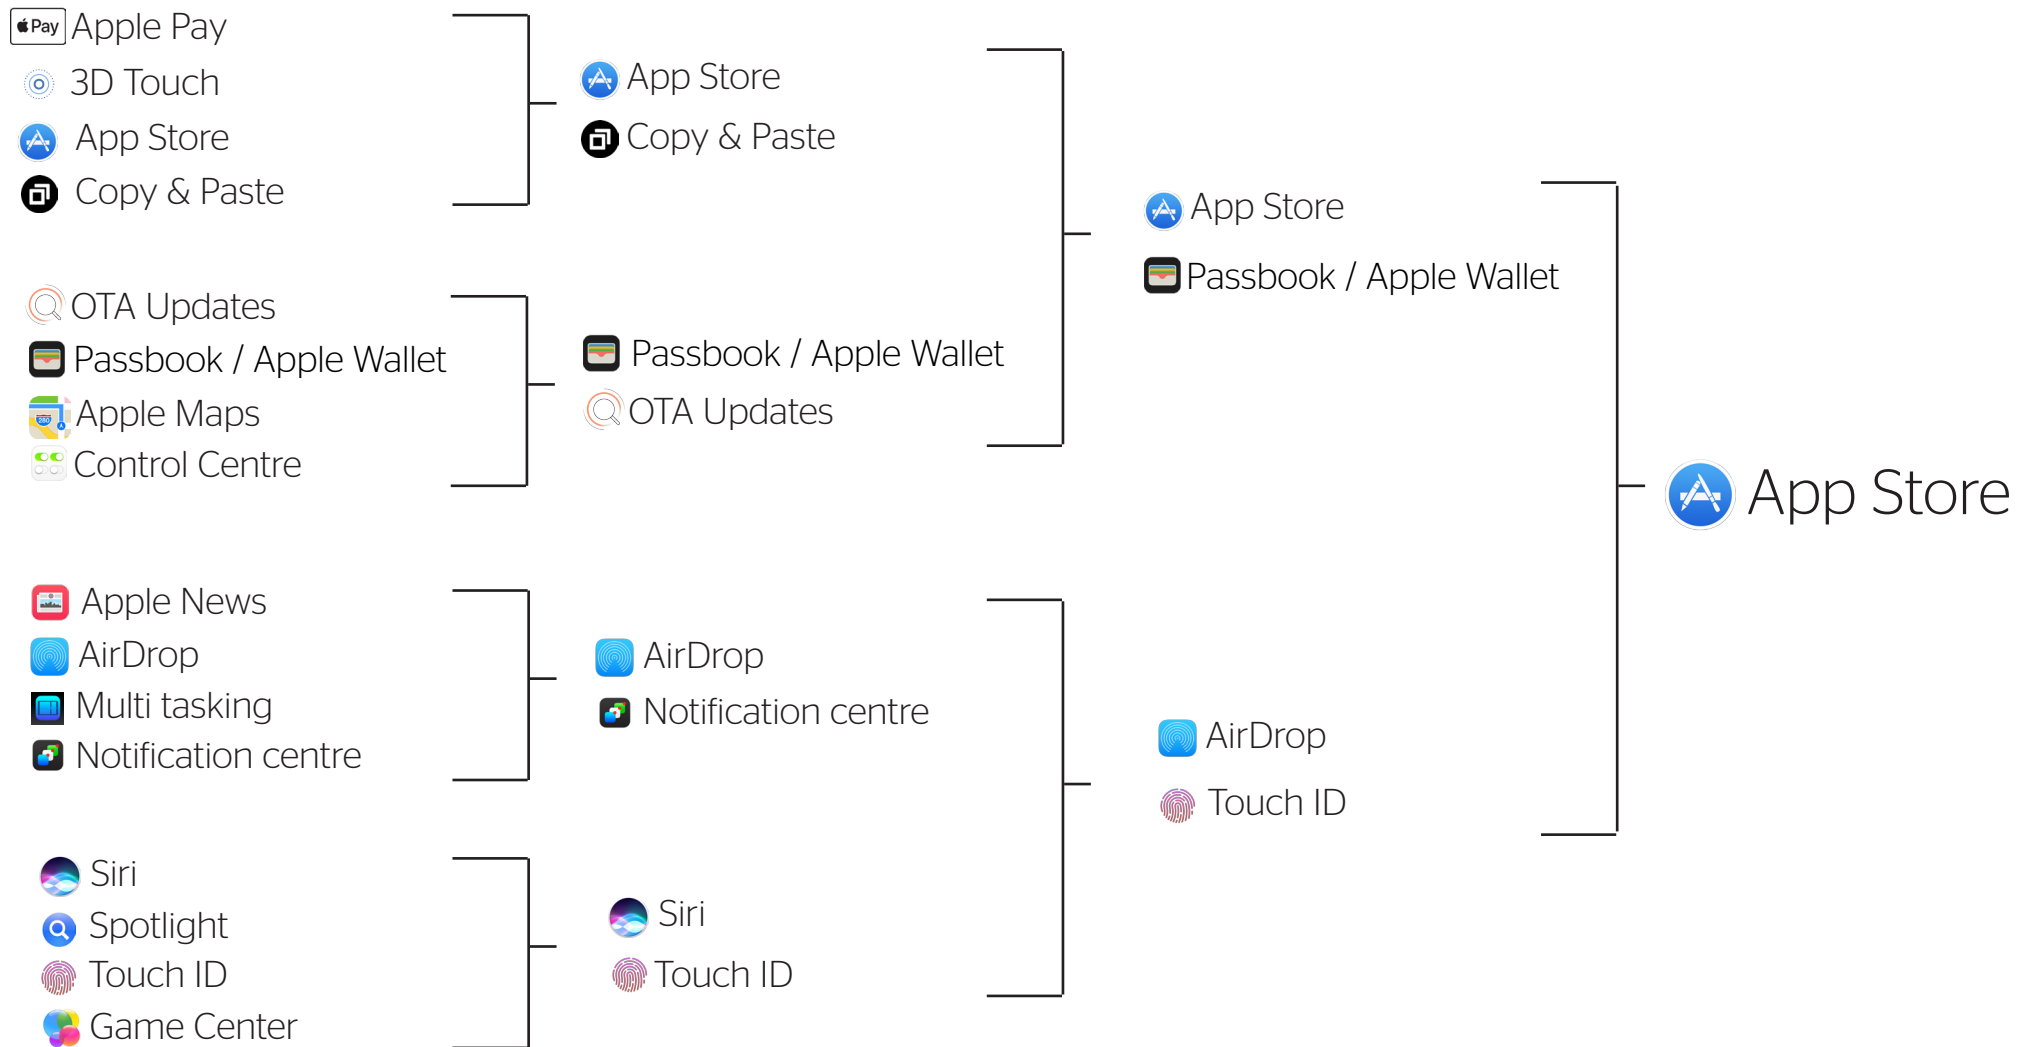 Pay Apple Pay
3D Touch
App Store
Copy & Paste
OTA Updates
Passbook / Apple Wallet
280
Apple Maps
Control Centre
Apple News
AirDrop
Multi tasking
Notification centre
Siri
Spotlight
Touch ID
Game Center
App Store
Copy & Paste
Passbook / Apple Wallet
OTA Updates
AirDrop
Notification centre
Siri
Touch ID
App Store
Passbook / Apple Wallet
AirDrop
Touch ID
App Store